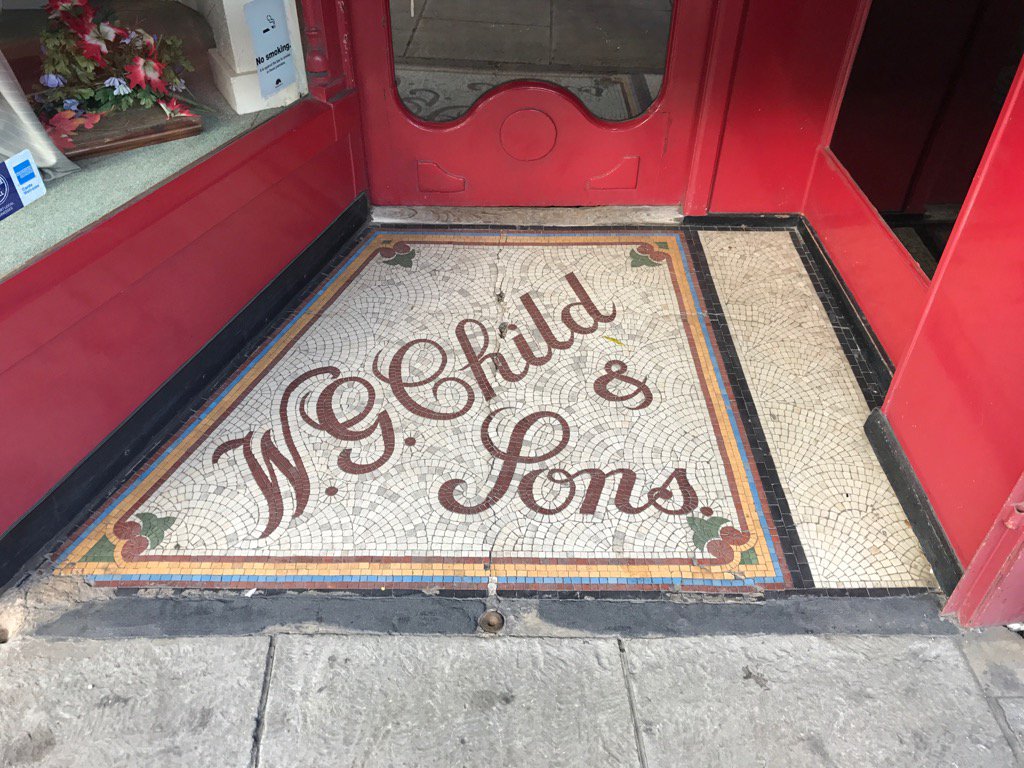 No smoking.
W.G. Child
&
Sons.